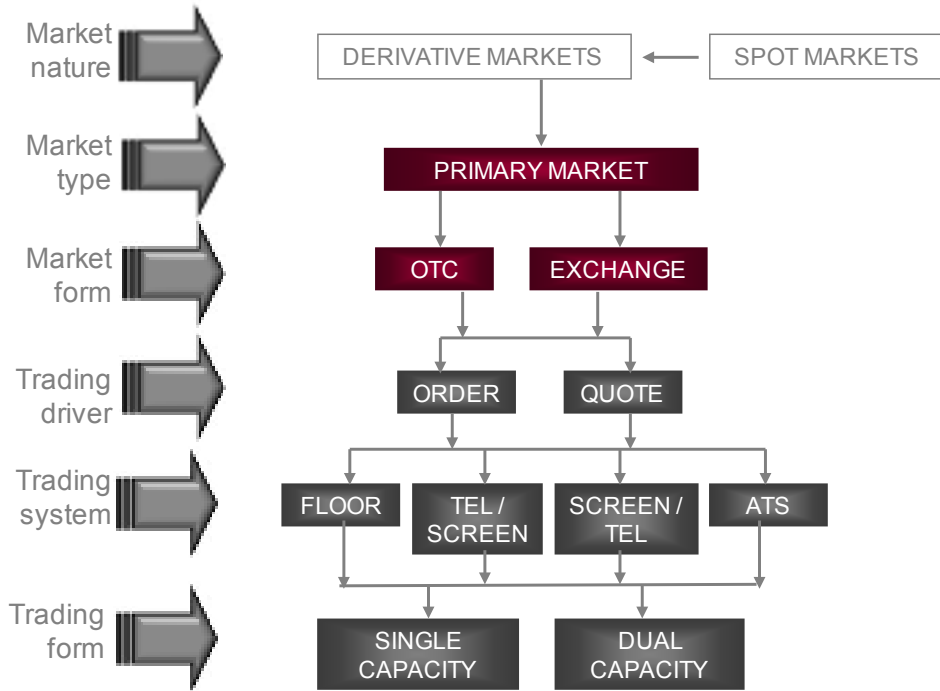 Market
nature
DERIVATIVE MARKETS
SPOT MARKETS
Market
type
PRIMARY MARKET
Market
form
OTC
EXCHANGE
Trading
driver
ORDER
QUOTE
Trading
system
FLOOR
TEL /
SCREEN
SCREEN /
TEL
ATS
Trading
form
SINGLE
CAPACITY
DUAL
CAPACITY